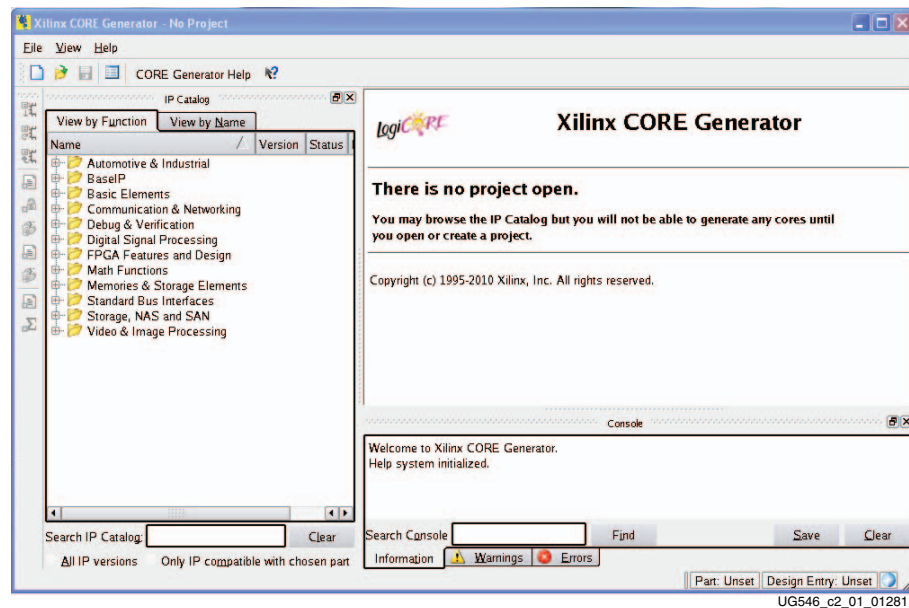 Xilinx CORE Generator - No Project
File View Help
CORE Generator Help
IP Catalog
View by Function View by Name
Name Version Status
Automotive & Industrial
BaseIP
Basic Elements
Communication & Networking
Debug & Verification
Digital Signal Processing
FPGA Features and Design
Math Functions
Memories & Storage Elements
Standard Bus Interfaces
Storage, NAS and SAN
Video & Image Processing
Search IP Catalog: Clear
All IP versions Only IP compatible with chosen part
LogiCORE
Xilinx CORE Generator
There is no project open.
You may browse the IP Catalog but you will not be able to generate any cores until
you open or create a project.
Copyright (c) 1995-2010 Xilinx, Inc. All rights reserved.
Console
Welcome to Xilinx CORE Generator.
Help system initialized.
Search Console Find Save Clear
Information Warnings Errors
Part: Unset Design Entry: Unset
UG546_c2_01_01281